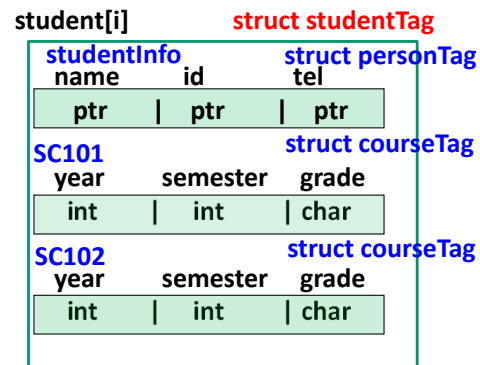 student[i] struct studentTag
studentInfo struct personTag
name id tel
ptr | ptr | ptr
SC101 struct courseTag
year semester grade
int | int | char
SC102 struct courseTag
year semester grade
int | int | char